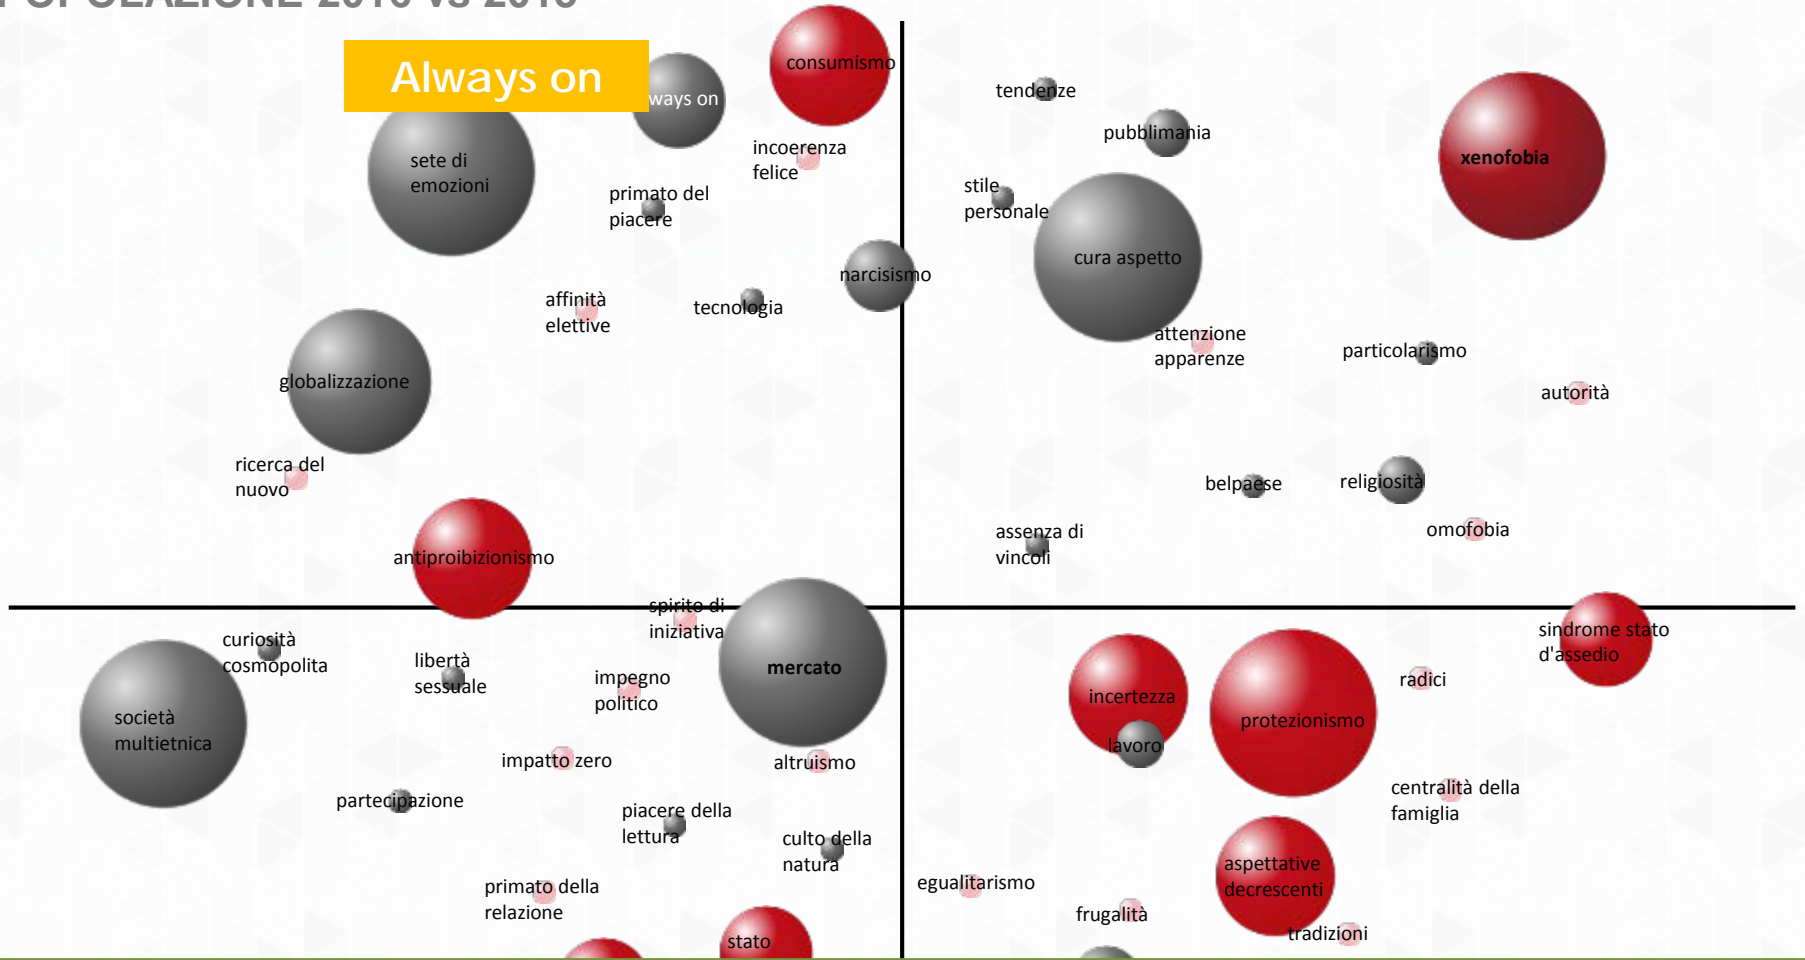 POPOLAZIONE 2010 vs 2015
Always on
ways on
consumismo
tendenze
pubblimania
xenofobia
sete di
emozioni
incoerenza
felice
primato del
piacere
stile
personale
cura aspetto
narcisismo
affinità
elettive
tecnologia
attenzione
apparenze
particolarismo
globalizzazione
autorità
ricerca del
nuovo
belpaese
religiosità
antiproibizionismo
assenza di
vincoli
omofobia
spirito di
iniziativa
curiosità
cosmopolita
libertà
sessuale
impegno
politico
mercato
sindrome stato
d'assedio
radici
incertezza
società
multietnica
protezionismo
lavoro
impatto zero
altruismo
centralità della
famiglia
partecipazione
piacere della
lettura
culto della
natura
aspettative
decrescenti
primato della
relazione
egualitarismo
frugalità
tradizioni
stato